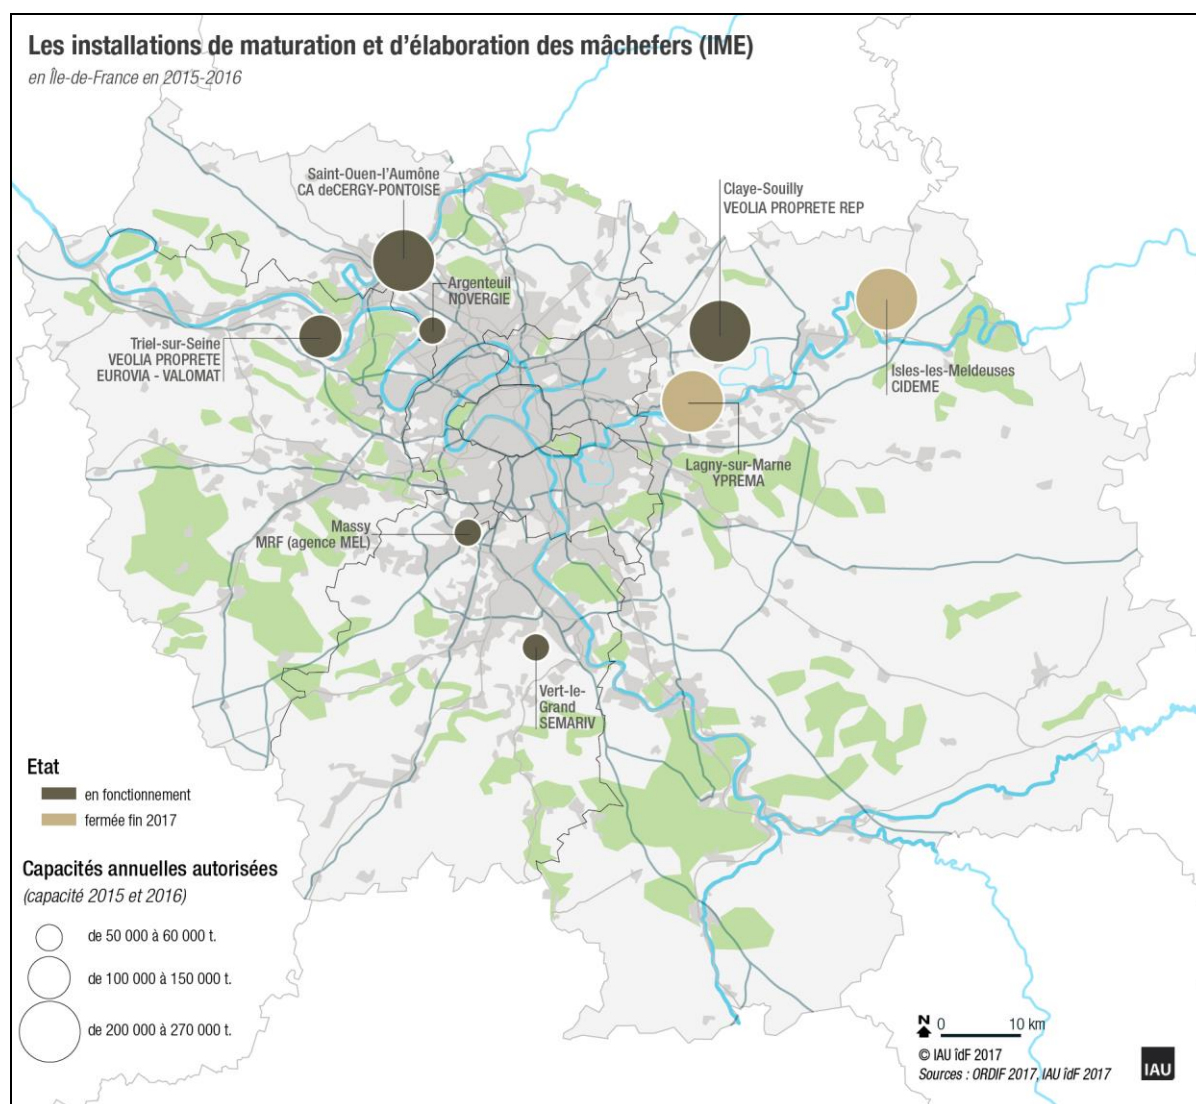 Les installations de maturation et d'élaboration des mâchefers (IME)
en Île-de-France en 2015-2016
Saint-Ouen-l'Aumône
CA deCERGY-PONTOISE
Claye-Souilly
VEOLIA PROPRETE REP
Argenteuil
NOVERGIE
Triel-sur-Seine
VEOLIA PROPRETE
EUROVIA - VALOMAT
Isles-les-Meldeuses
CIDEME
Lagny-sur-Marne
YPREMA
Massy
MRF (agence MEL)
Vert-le-
Grand
SEMARIV
Etat
en fonctionnement
fermée fin 2017
Capacités annuelles autorisées
(capacité 2015 et 2016)
de 50 000 à 60 000 t.
de 100 000 à 150 000 t.
de 200 000 à 270 000 t.
N 0 10 km
© IAU îdF 2017
Sources : ORDIF 2017, IAU îdF 2017
IAU